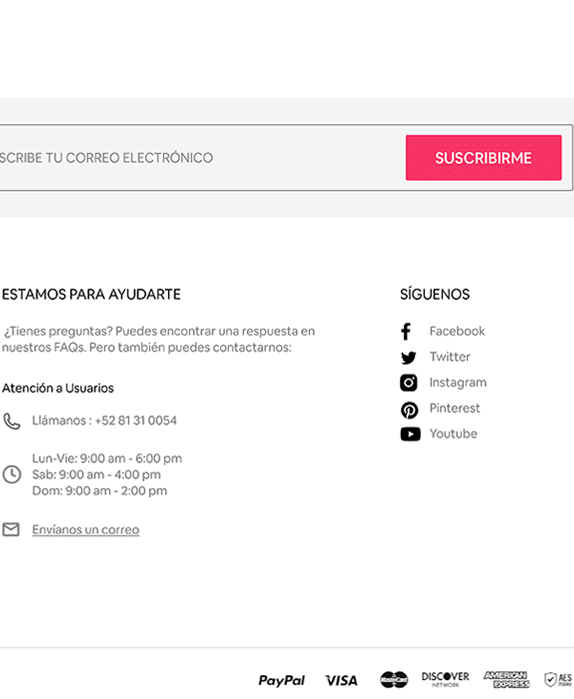 SCRIBE TU CORREO ELECTRÓNICO
SUSCRIBIRME
ESTAMOS PARA AYUDARTE
¿Tienes preguntas? Puedes encontrar una respuesta en
nuestros FAQs. Pero también puedes contactarnos:
Atención a Usuarios
Llámanos : +52 81 31 0054
Lun-Vie: 9:00 am - 6:00 pm
Sab: 9:00 am - 4:00 pm
Dom: 9:00 am - 2:00 pm
Envíanos un correo
SÍGUENOS
Facebook
Twitter
Instagram
Pinterest
Youtube
PayPal VISA MasterCard DISCOVER NETWORK AMERICAN EXPRESS AES